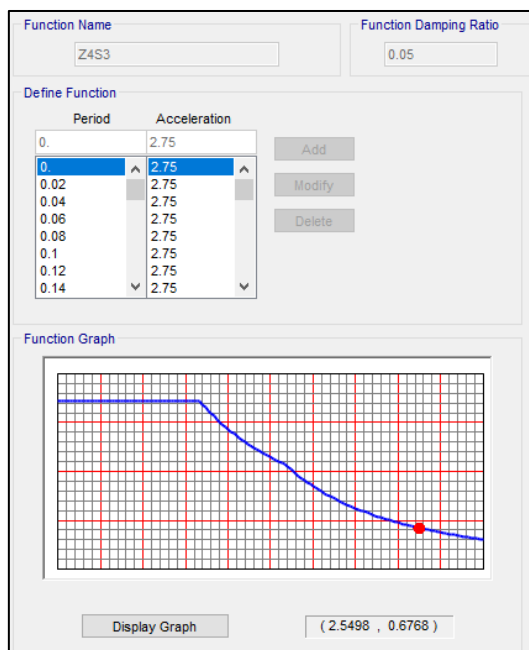 Function Name
Function Damping Ratio
Z4S3
0.05
Define Function
Period Acceleration
0. 2.75
Add
0. 2.75
0.02 2.75
Modify
0.04 2.75
0.06 2.75
Delete
0.08 2.75
0.1 2.75
0.12 2.75
0.14 2.75
Function Graph
Display Graph
( 2.5498 , 0.6768 )